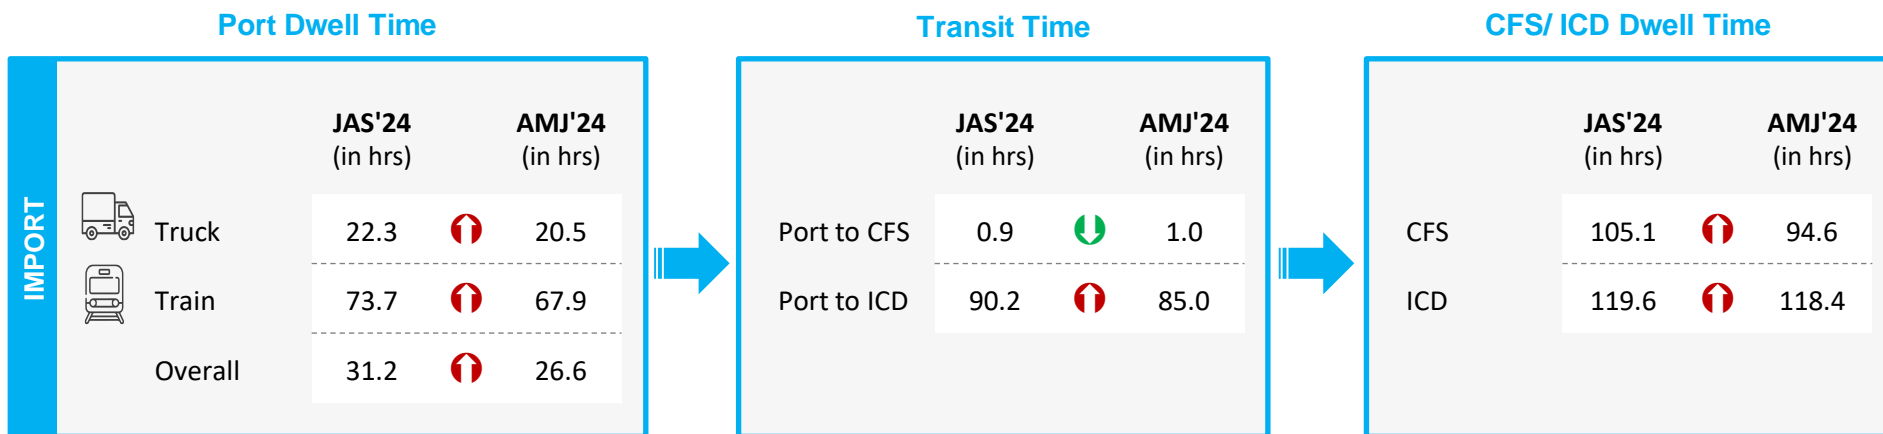 Port Dwell Time
Transit Time
CFS/ ICD Dwell Time
IMPORT
JAS'24 AMJ'24
(in hrs) (in hrs)
Truck 22.3 20.5
Train 73.7 67.9
Overall 31.2 26.6
JAS'24 AMJ'24
(in hrs) (in hrs)
Port to CFS 0.9 1.0
Port to ICD 90.2 85.0
JAS'24 AMJ'24
(in hrs) (in hrs)
CFS 105.1 94.6
ICD 119.6 118.4